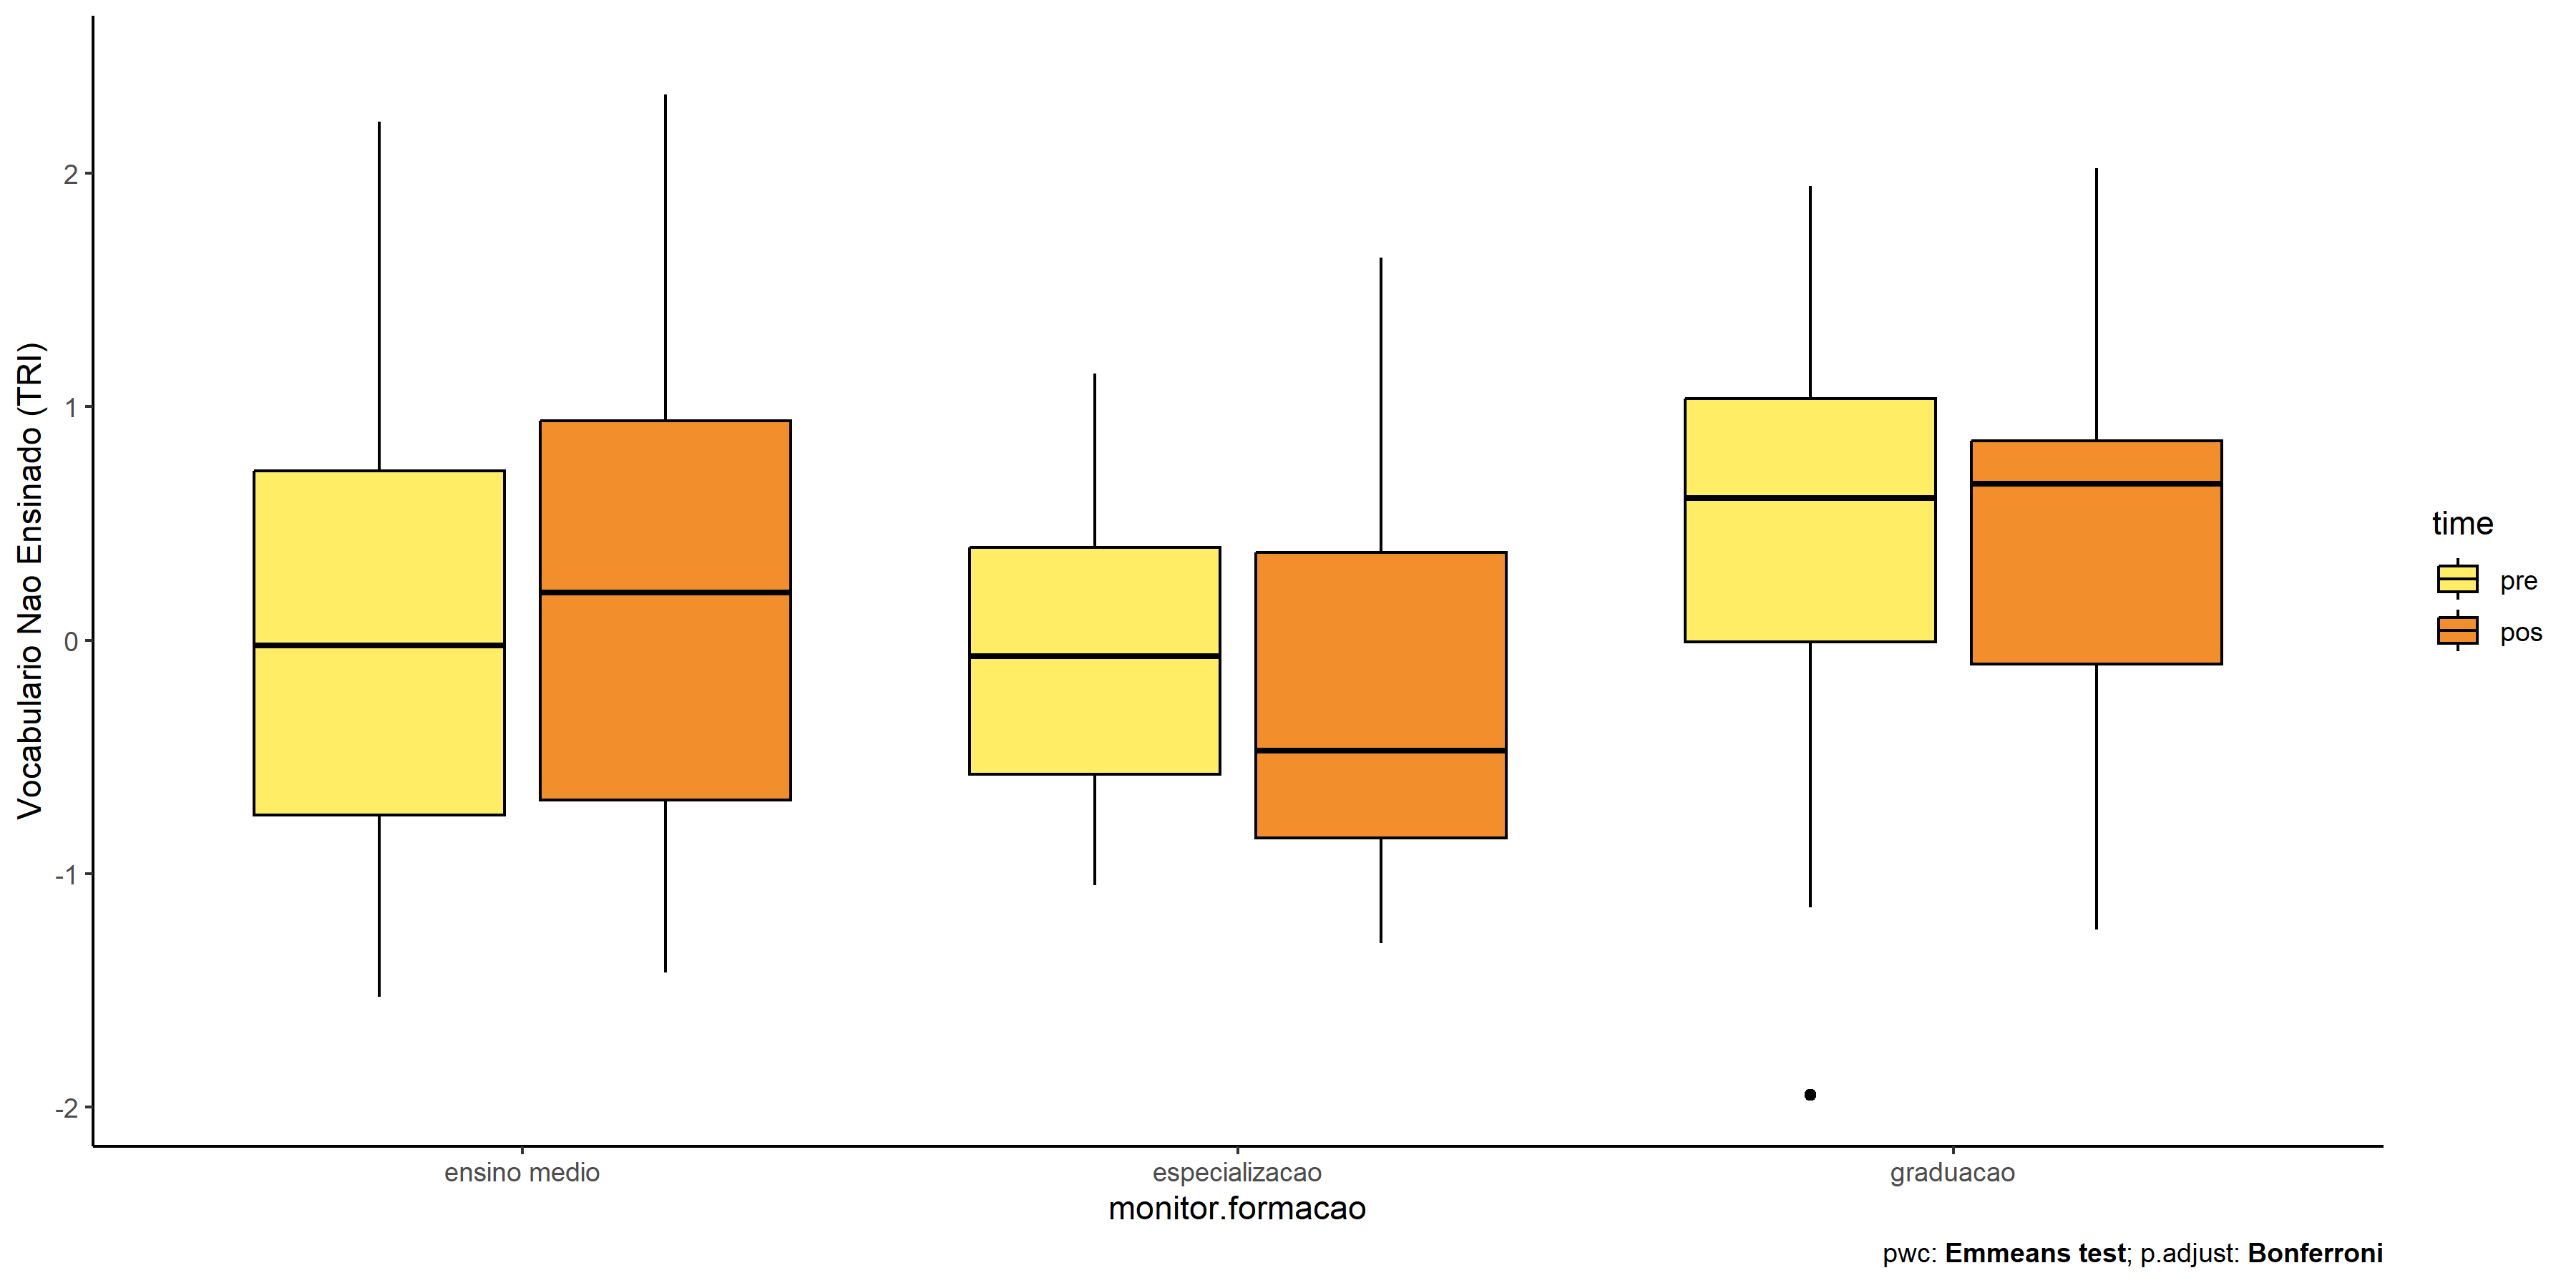 Vocabulario Nao Ensinado (TRI)
2
1
0
-1
-2
ensino medio
especializacao
graduacao
monitor.formacao
time
pre
pos
pwc: Emmeans test; p.adjust: Bonferroni